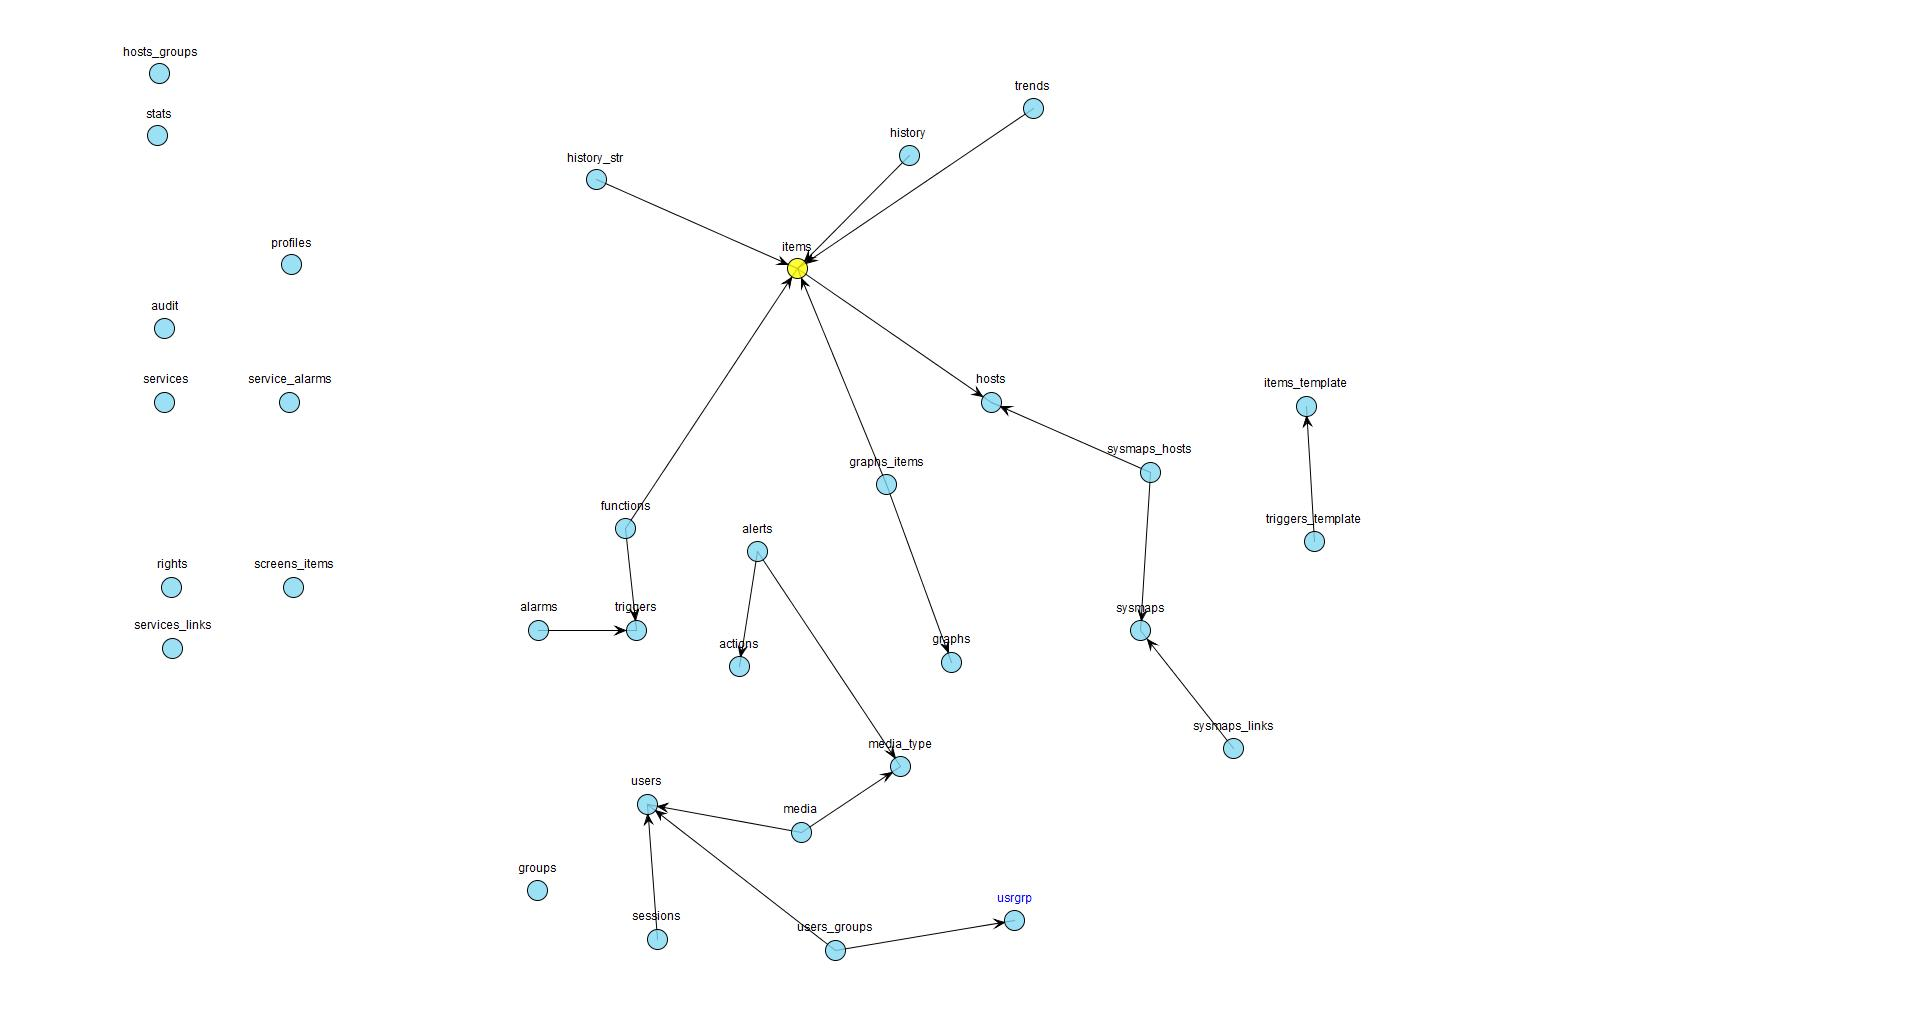 hosts_groups
stats
trends
history
history_str
profiles
items
audit
services
service_alarms
hosts
items_template
sysmaps_hosts
graphs_items
functions
triggers_template
alerts
rights
screens_items
alarms
triggers
sysmaps
services_links
actions
graphs
sysmaps_links
media_type
users
media
groups
usrgrp
sessions
users_groups